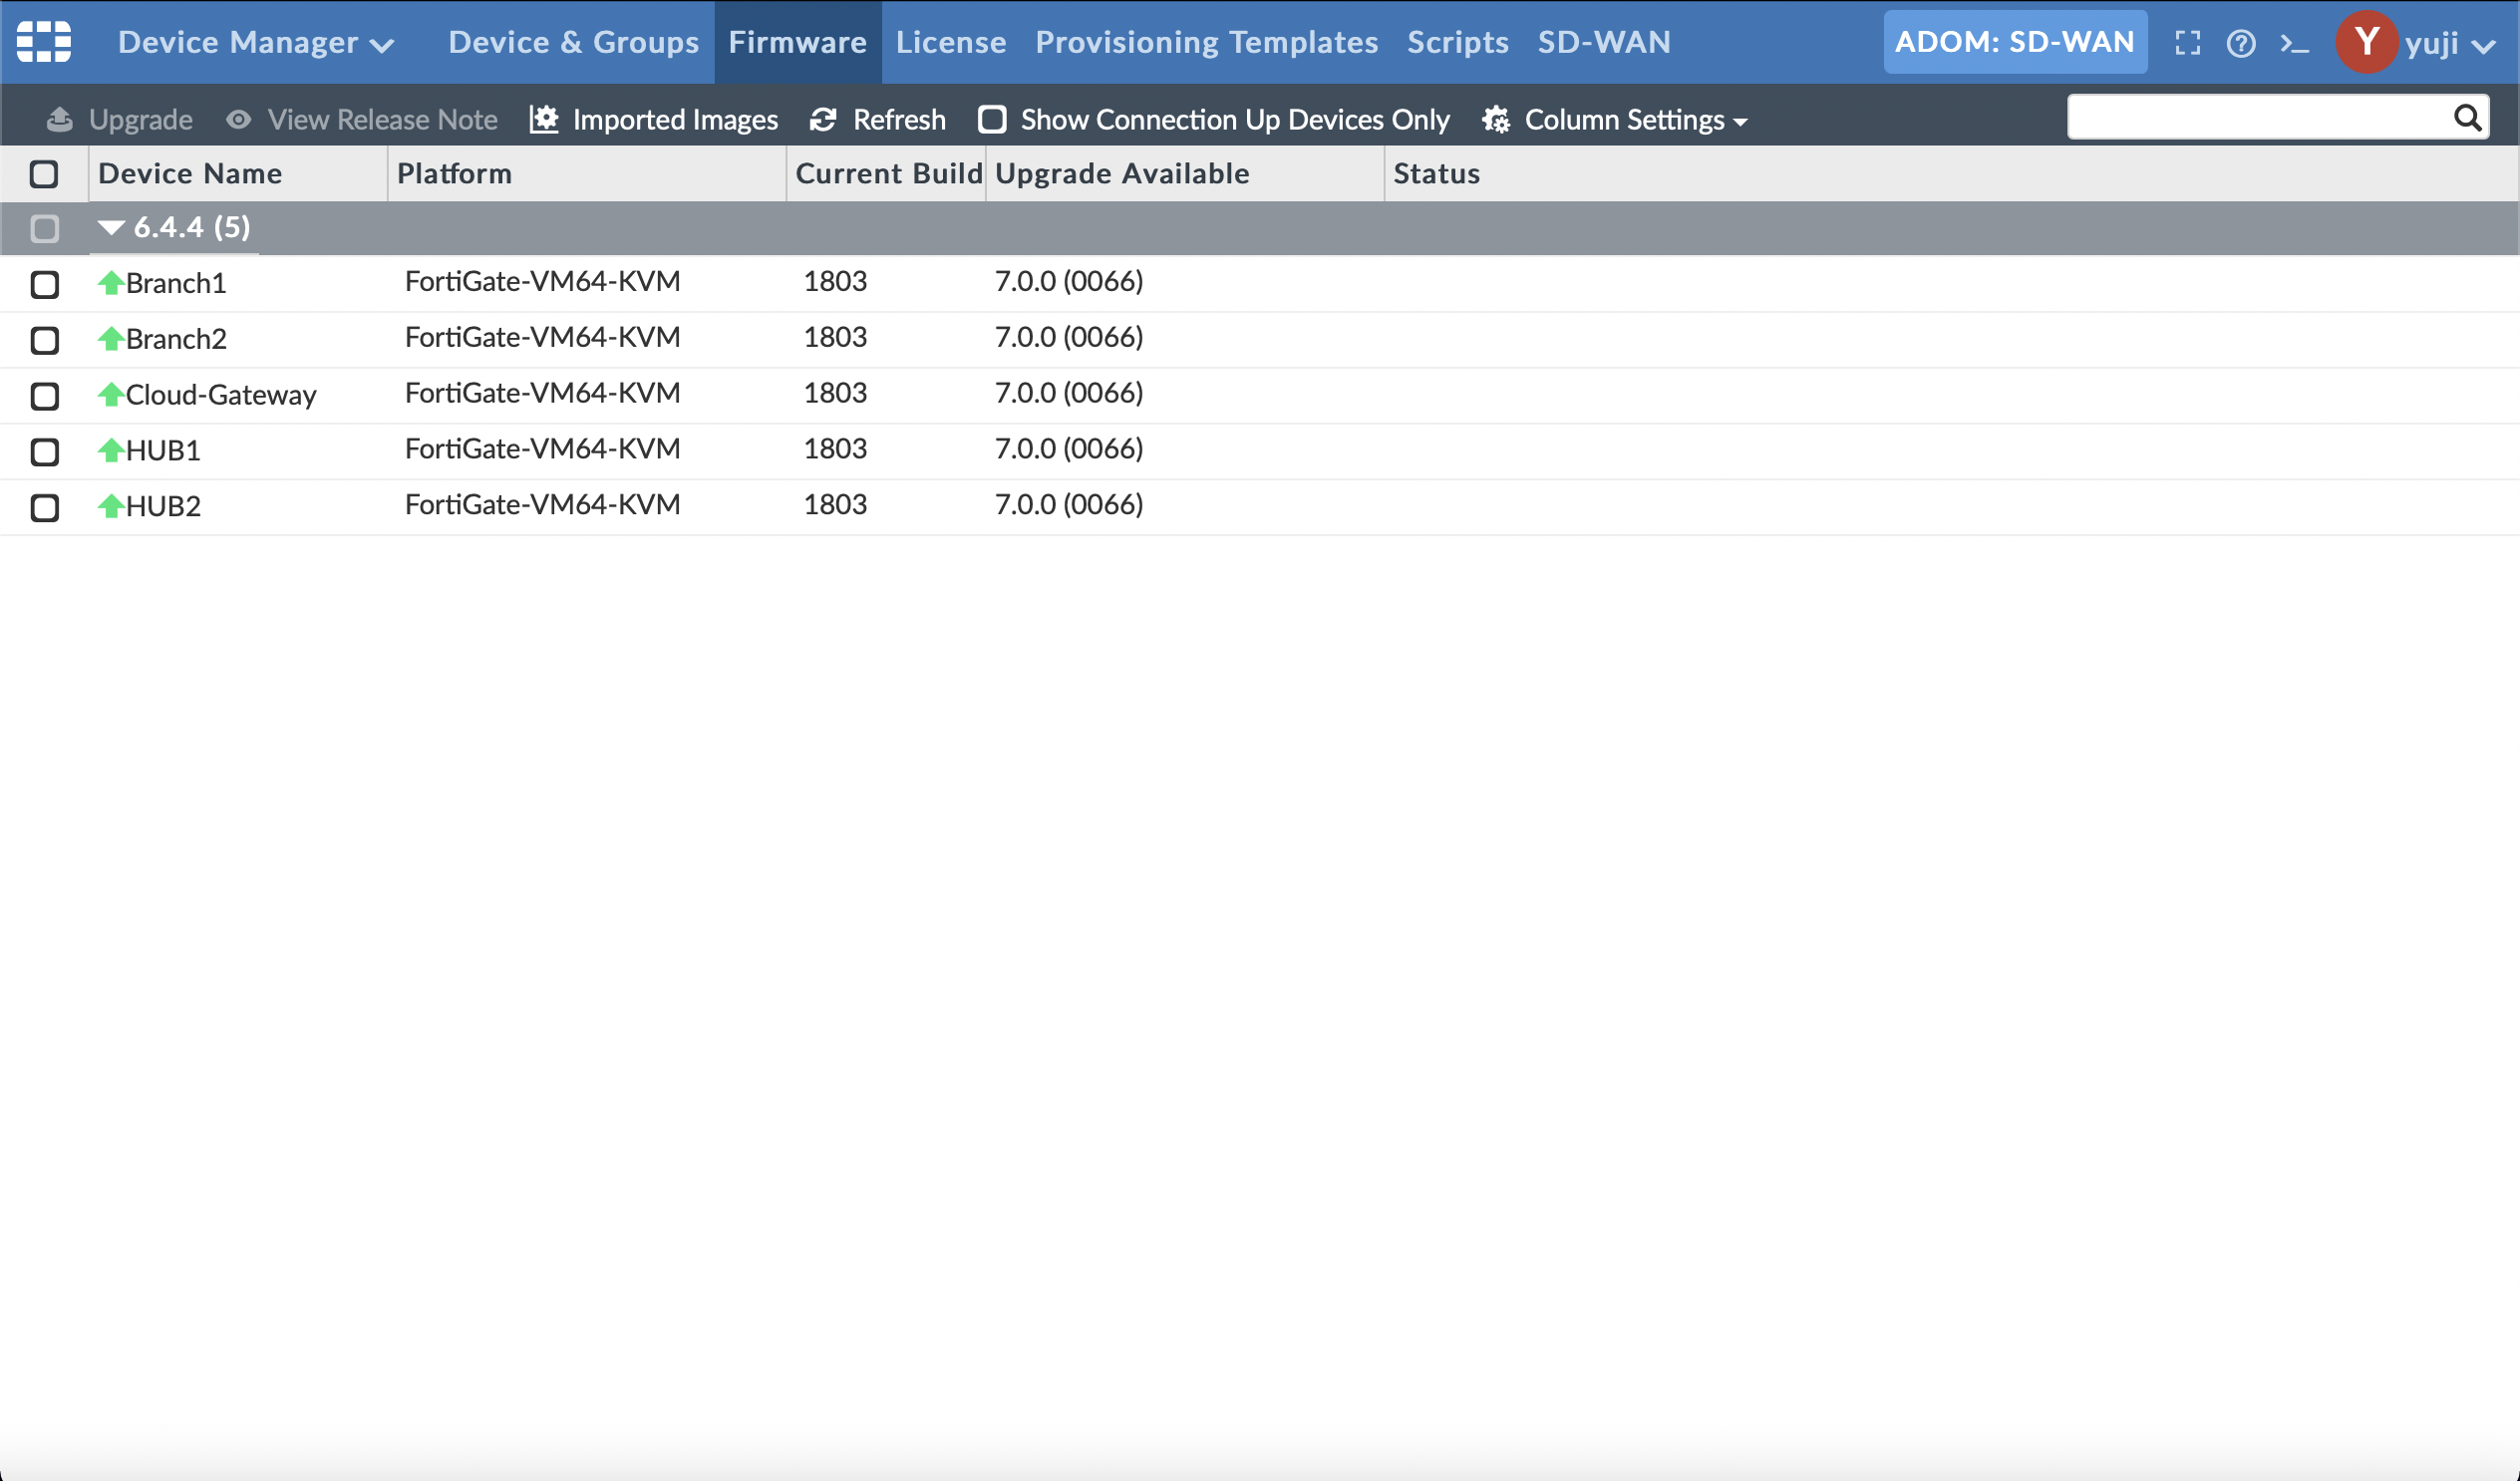 Device Manager Device & Groups Firmware License Provisioning Templates Scripts SD-WAN ADOM: SD-WAN Y yuji
Upgrade View Release Note Imported Images Refresh Show Connection Up Devices Only Column Settings
Device Name Platform Current Build Upgrade Available Status
6.4.4 (5)
Branch1 FortiGate-VM64-KVM 1803 7.0.0 (0066)
Branch2 FortiGate-VM64-KVM 1803 7.0.0 (0066)
Cloud-Gateway FortiGate-VM64-KVM 1803 7.0.0 (0066)
HUB1 FortiGate-VM64-KVM 1803 7.0.0 (0066)
HUB2 FortiGate-VM64-KVM 1803 7.0.0 (0066)